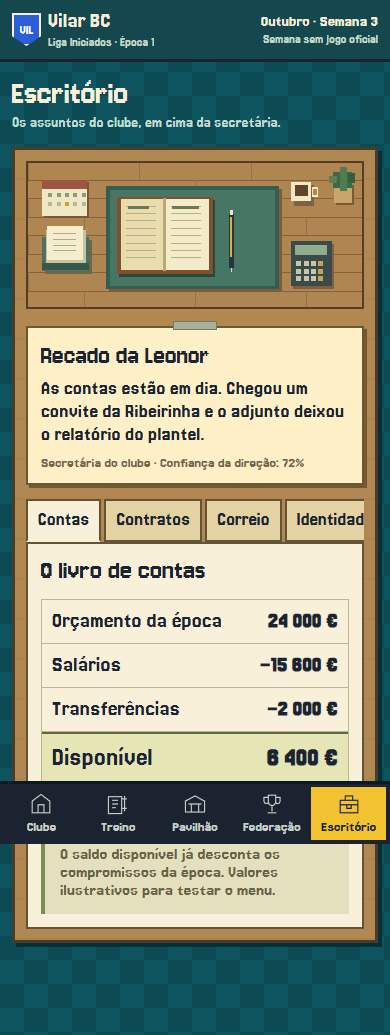 VIL
Vilar BC
Liga Iniciados · Época 1
Outubro · Semana 3
Semana sem jogo oficial
Escritório
Os assuntos do clube, em cima da secretária.
Recado da Leonor
As contas estão em dia. Chegou um
convite da Ribeirinha e o adjunto deixou
o relatório do plantel.
Secretária do clube · Confiança da direção: 72%
Contas
Contratos
Correio
Identidad
O livro de contas
Orçamento da época 24 000 €
Salários −15 600 €
Transferências −2 000 €
Disponível 6 400 €
Clube
Treino
Pavilhão
Federação
Escritório
O saldo disponível já desconta os
compromissos da época. Valores
ilustrativos para testar o menu.